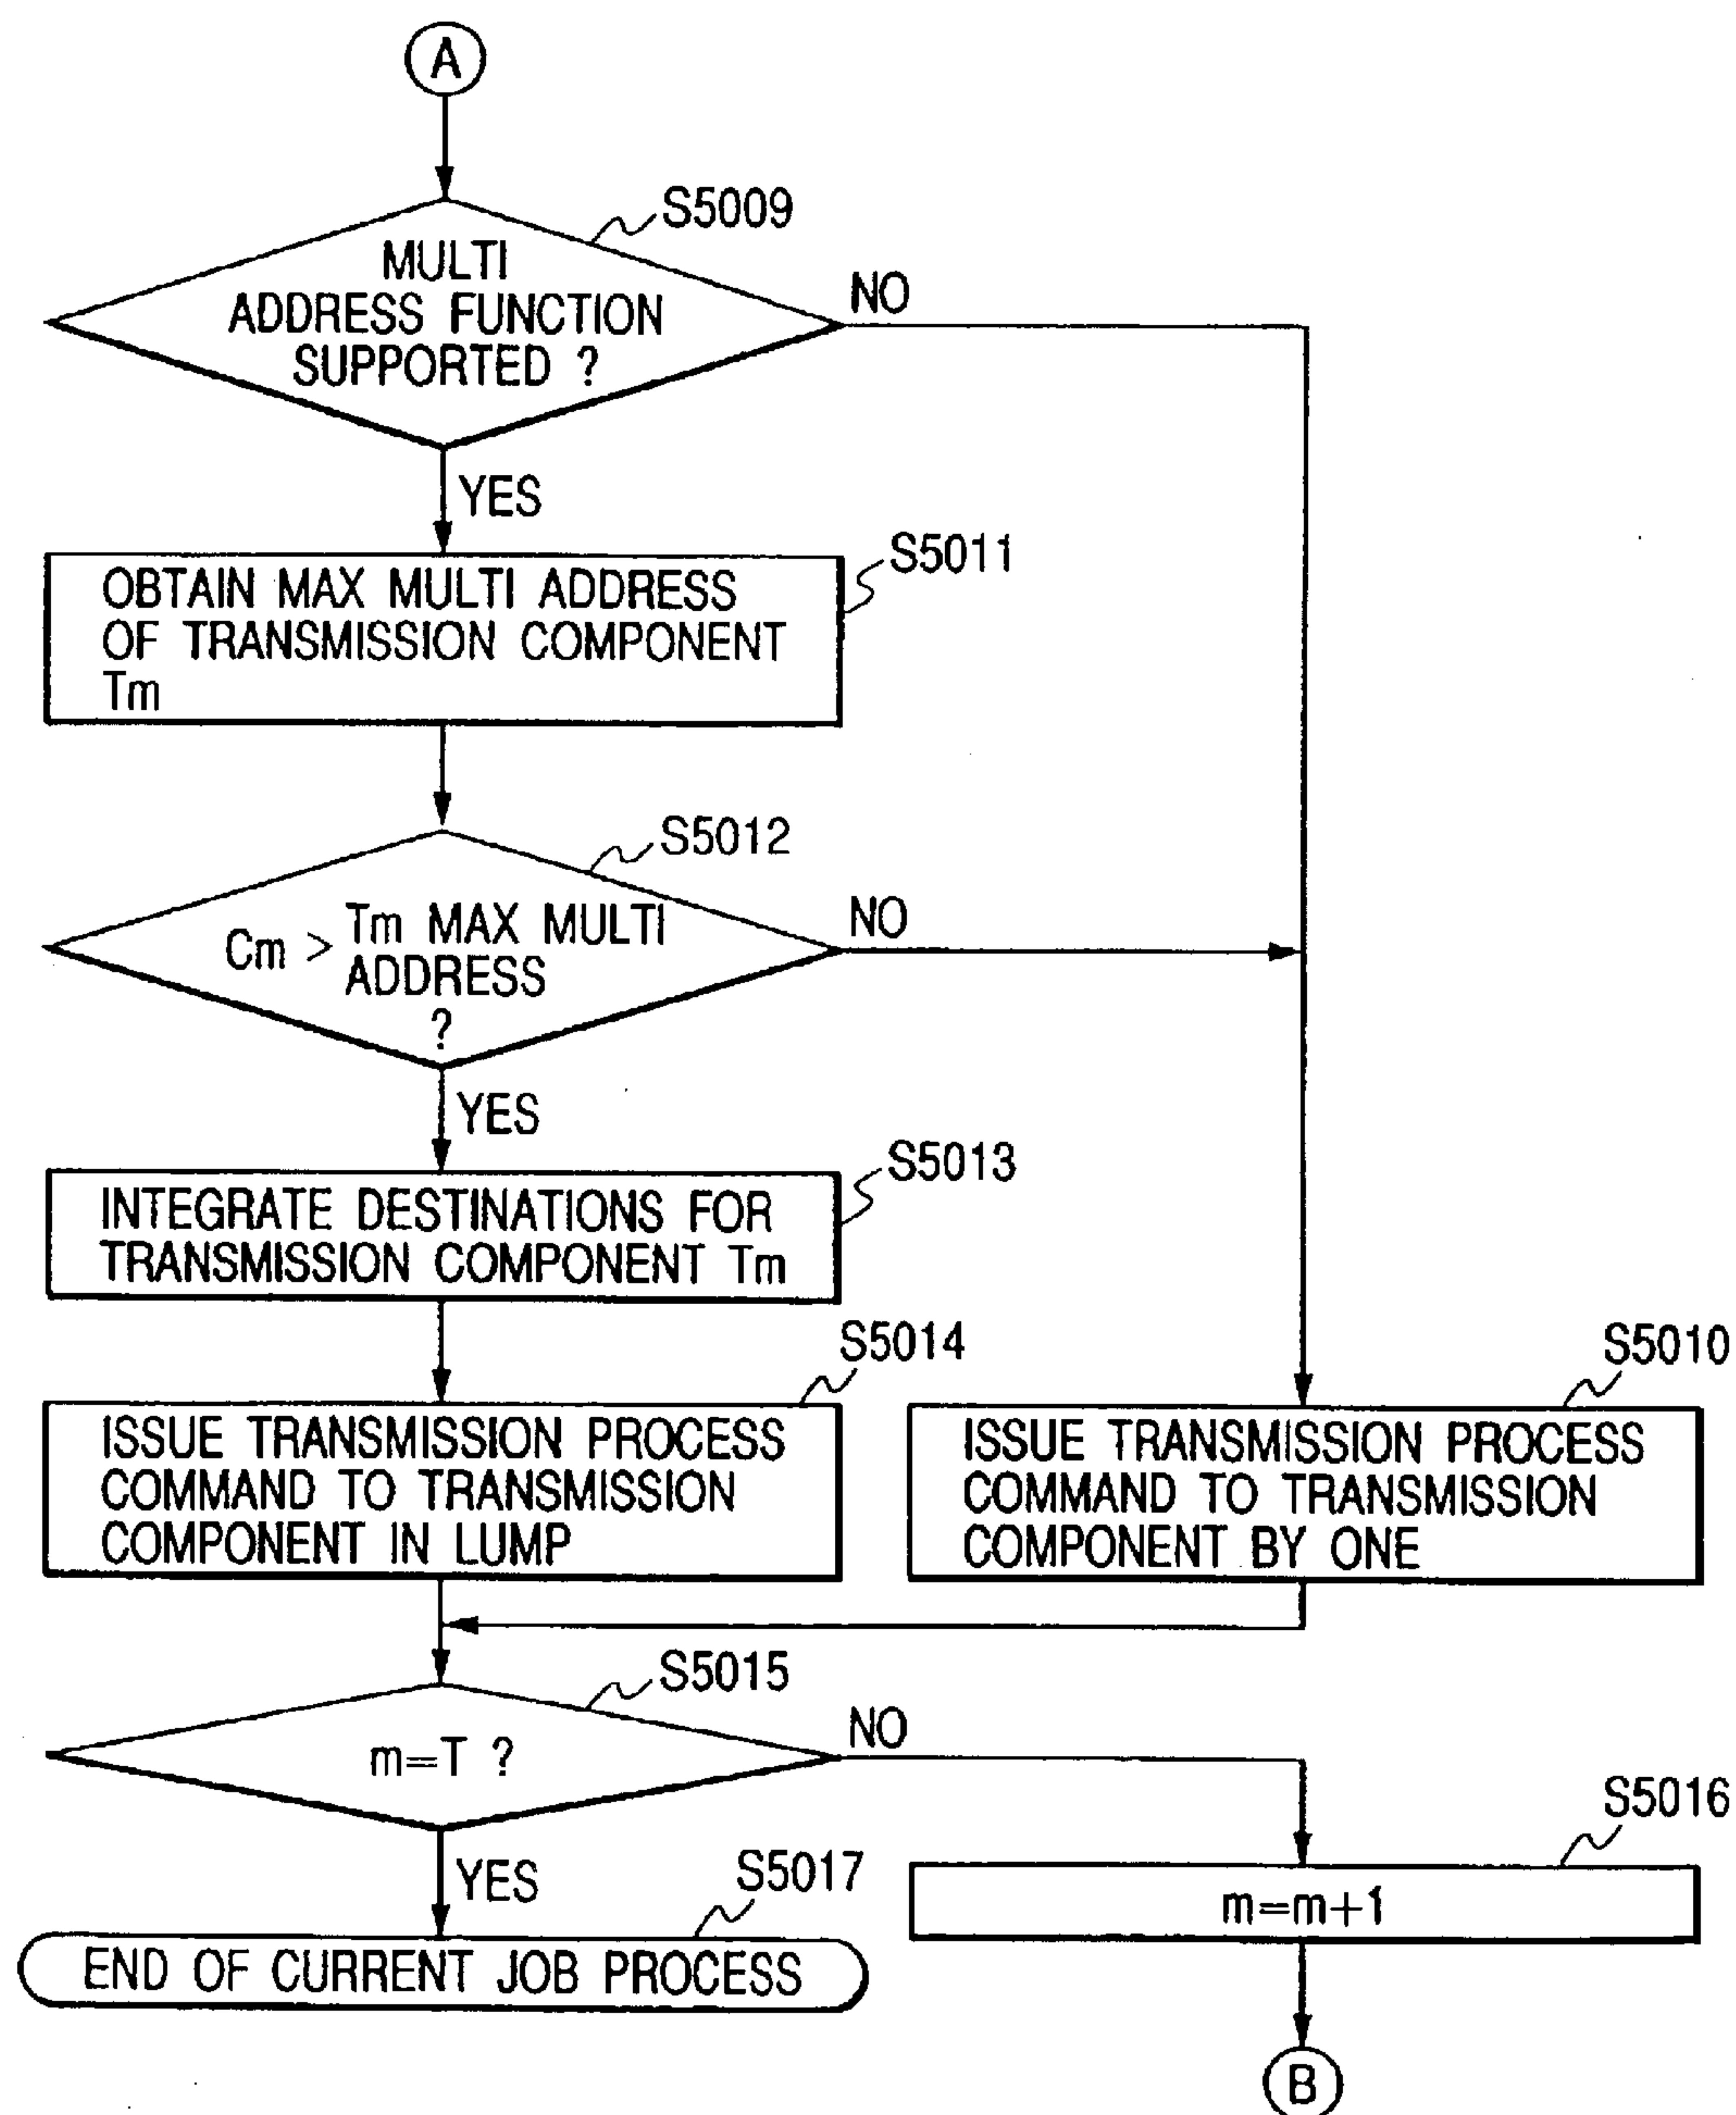 A
S5009
MULTI
ADDRESS FUNCTION
SUPPORTED ?
NO
YES
S5011
OBTAIN MAX MULTI ADDRESS
OF TRANSMISSION COMPONENT
Tm
S5012
Cm > Tm MAX MULTI
ADDRESS
?
NO
YES
S5013
INTEGRATE DESTINATIONS FOR
TRANSMISSION COMPONENT Tm
S5014
ISSUE TRANSMISSION PROCESS
COMMAND TO TRANSMISSION
COMPONENT IN LUMP
S5010
ISSUE TRANSMISSION PROCESS
COMMAND TO TRANSMISSION
COMPONENT BY ONE
S5015
m=T ?
NO
YES
S5016
m=m+1
S5017
END OF CURRENT JOB PROCESS
B